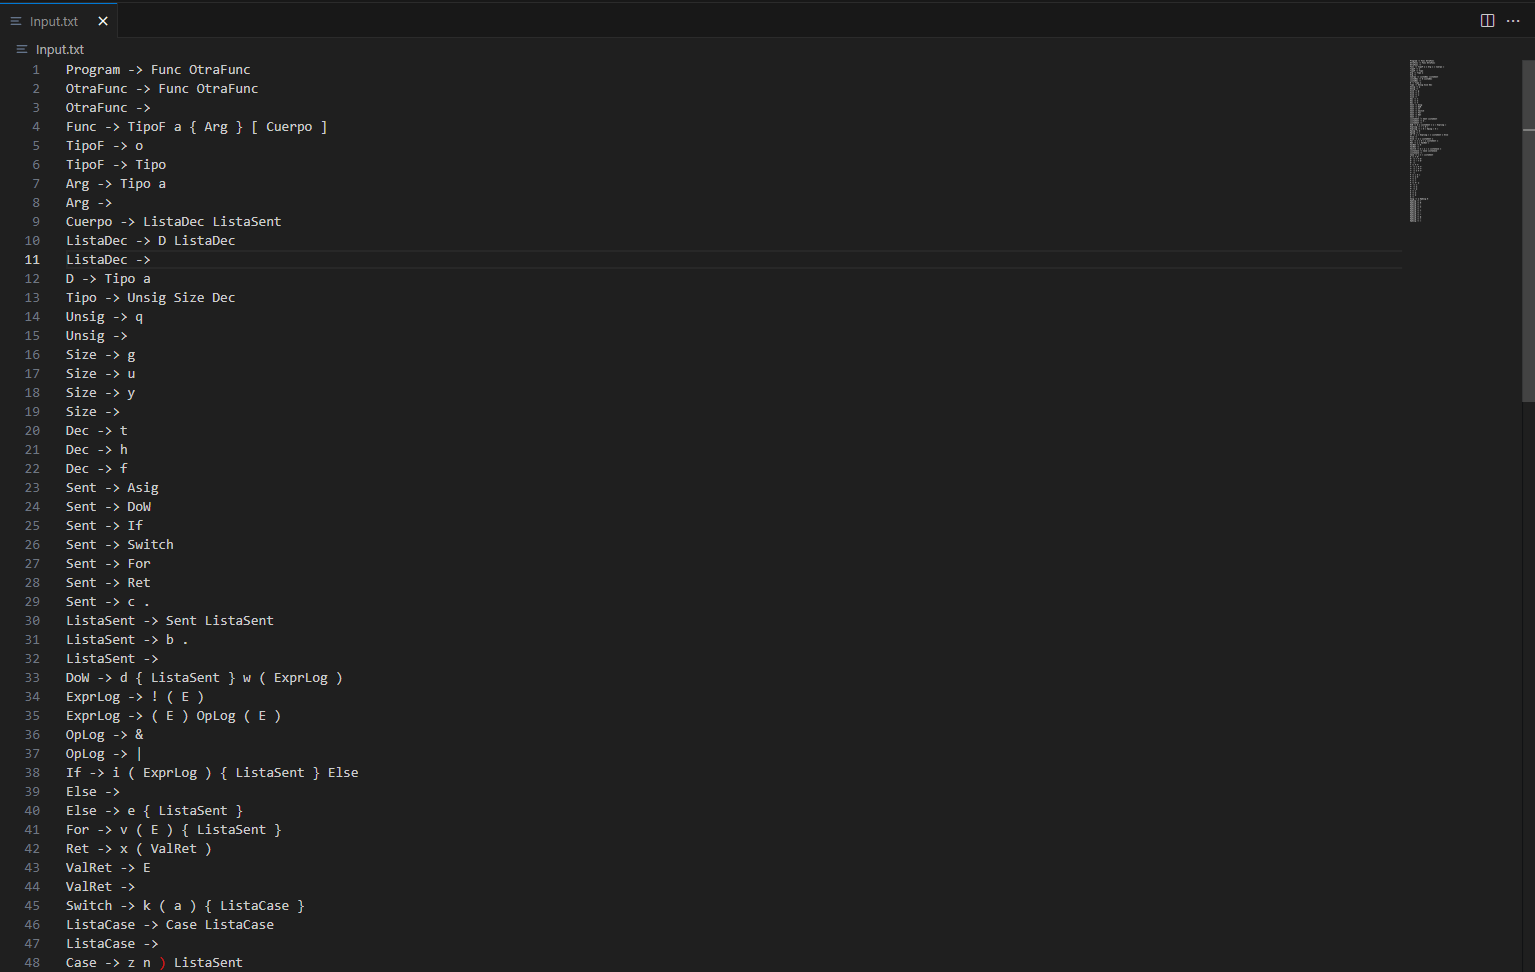 Input.txt
Input.txt
1 Program -> Func OtraFunc
2 OtraFunc -> Func OtraFunc
3 OtraFunc ->
4 Func -> TipoF a { Arg } [ Cuerpo ]
5 TipoF -> o
6 TipoF -> Tipo
7 Arg -> Tipo a
8 Arg ->
9 Cuerpo -> ListaDec ListaSent
10 ListaDec -> D ListaDec
11 ListaDec ->
12 D -> Tipo a
13 Tipo -> Unsig Size Dec
14 Unsig -> q
15 Unsig ->
16 Size -> g
17 Size -> u
18 Size -> y
19 Size ->
20 Dec -> t
21 Dec -> h
22 Dec -> f
23 Sent -> Asig
24 Sent -> DoW
25 Sent -> If
26 Sent -> Switch
27 Sent -> For
28 Sent -> Ret
29 Sent -> c .
30 ListaSent -> Sent ListaSent
31 ListaSent -> b .
32 ListaSent ->
33 DoW -> d { ListaSent } w ( ExprLog )
34 ExprLog -> ! ( E )
35 ExprLog -> ( E ) OpLog ( E )
36 OpLog -> &
37 OpLog -> |
38 If -> i ( ExprLog ) { ListaSent } Else
39 Else ->
40 Else -> e { ListaSent }
41 For -> v ( E ) { ListaSent }
42 Ret -> x ( ValRet )
43 ValRet -> E
44 ValRet ->
45 Switch -> k ( a ) { ListaCase }
46 ListaCase -> Case ListaCase
47 ListaCase ->
48 Case -> z n ) ListaSent